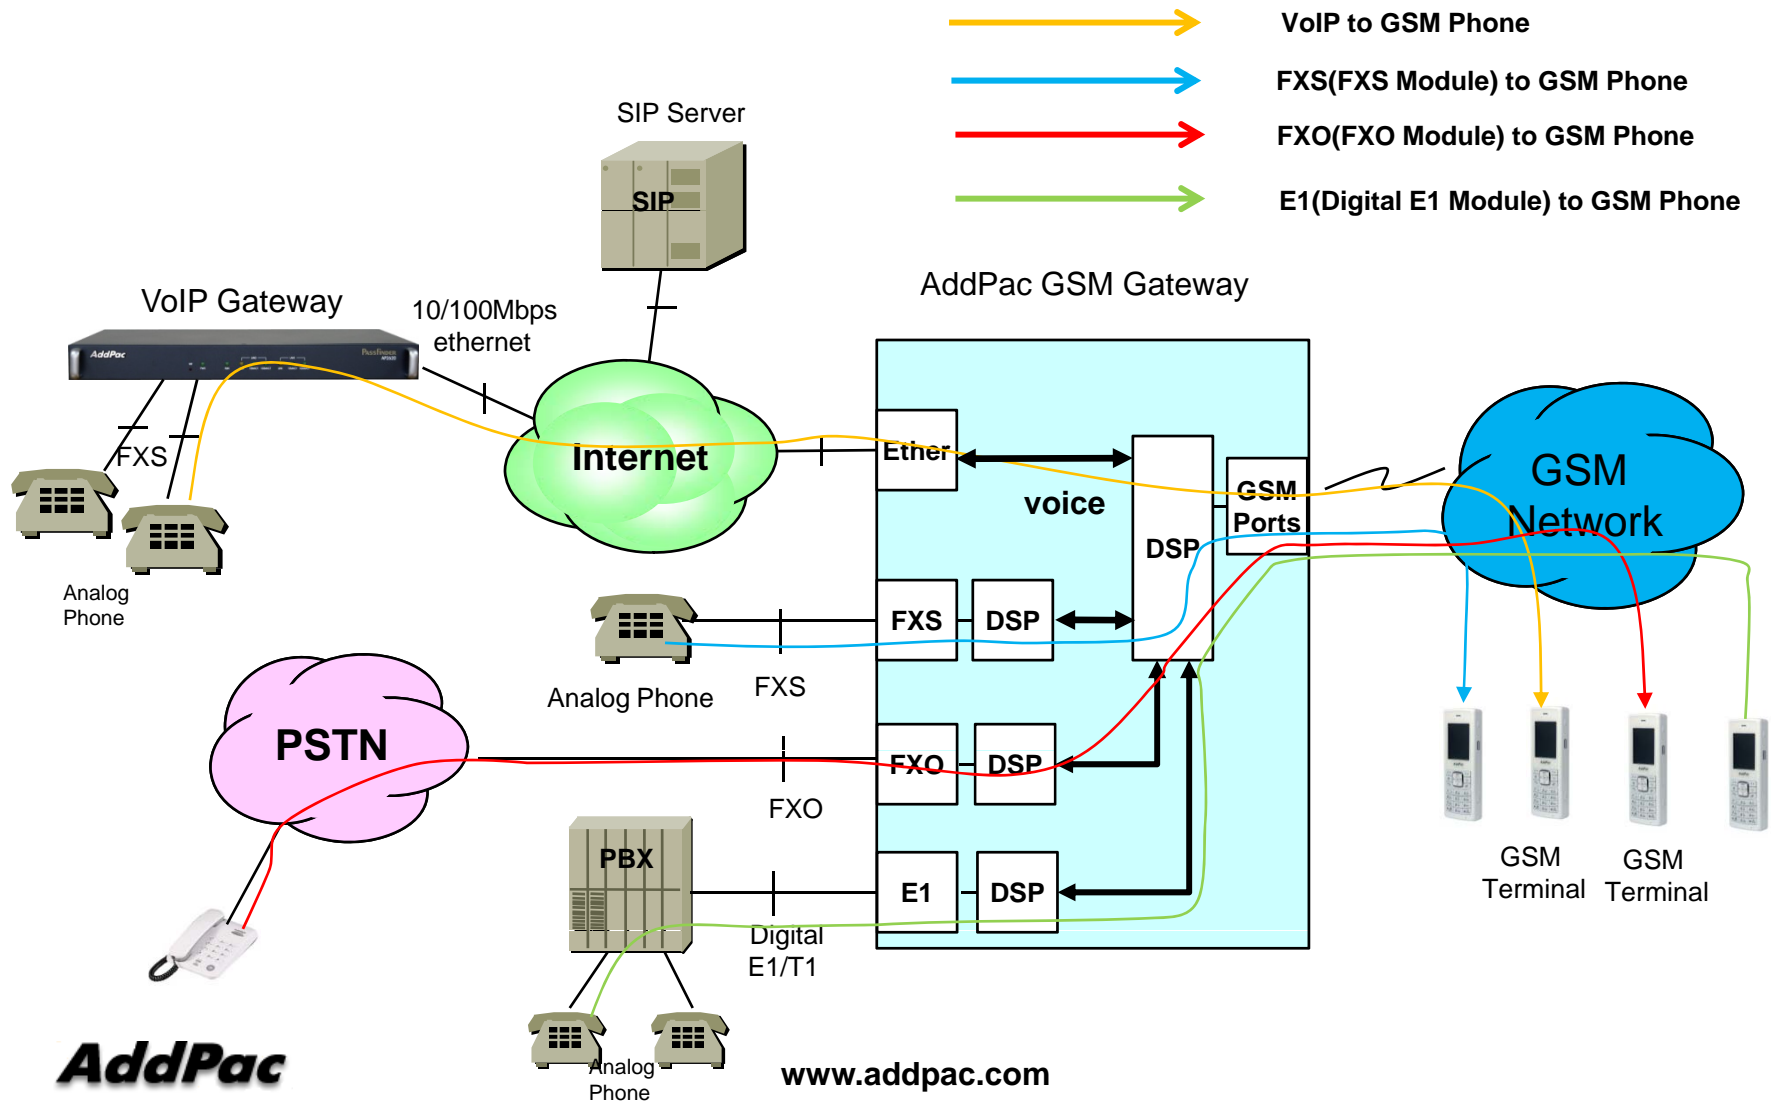 VoIP to GSM Phone
FXS(FXS Module) to GSM Phone
FXO(FXO Module) to GSM Phone
E1(Digital E1 Module) to GSM Phone
SIP Server
SIP
AddPac GSM Gateway
VoIP Gateway
10/100Mbps
ethernet
AddPac
FXS
Internet
Ether
voice
GSM
Ports
DSP
GSM
Network
Analog
Phone
FXS
DSP
Analog Phone
FXS
PSTN
FXO
DSP
FXO
PBX
E1
DSP
Digital
E1/T1
GSM
Terminal
GSM
Terminal
Analog
Phone
AddPac
www.addpac.com